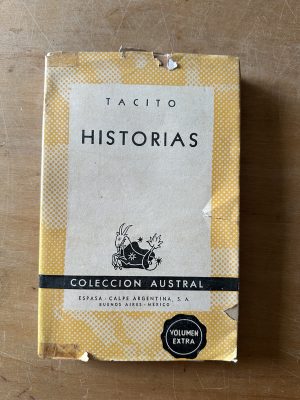 TACITO
HISTORIAS
COLECCION AUSTRAL
ESPASA - CALPE ARGENTINA, S. A.
BUENOS AIRES - MEXICO
VOLUMEN
EXTRA